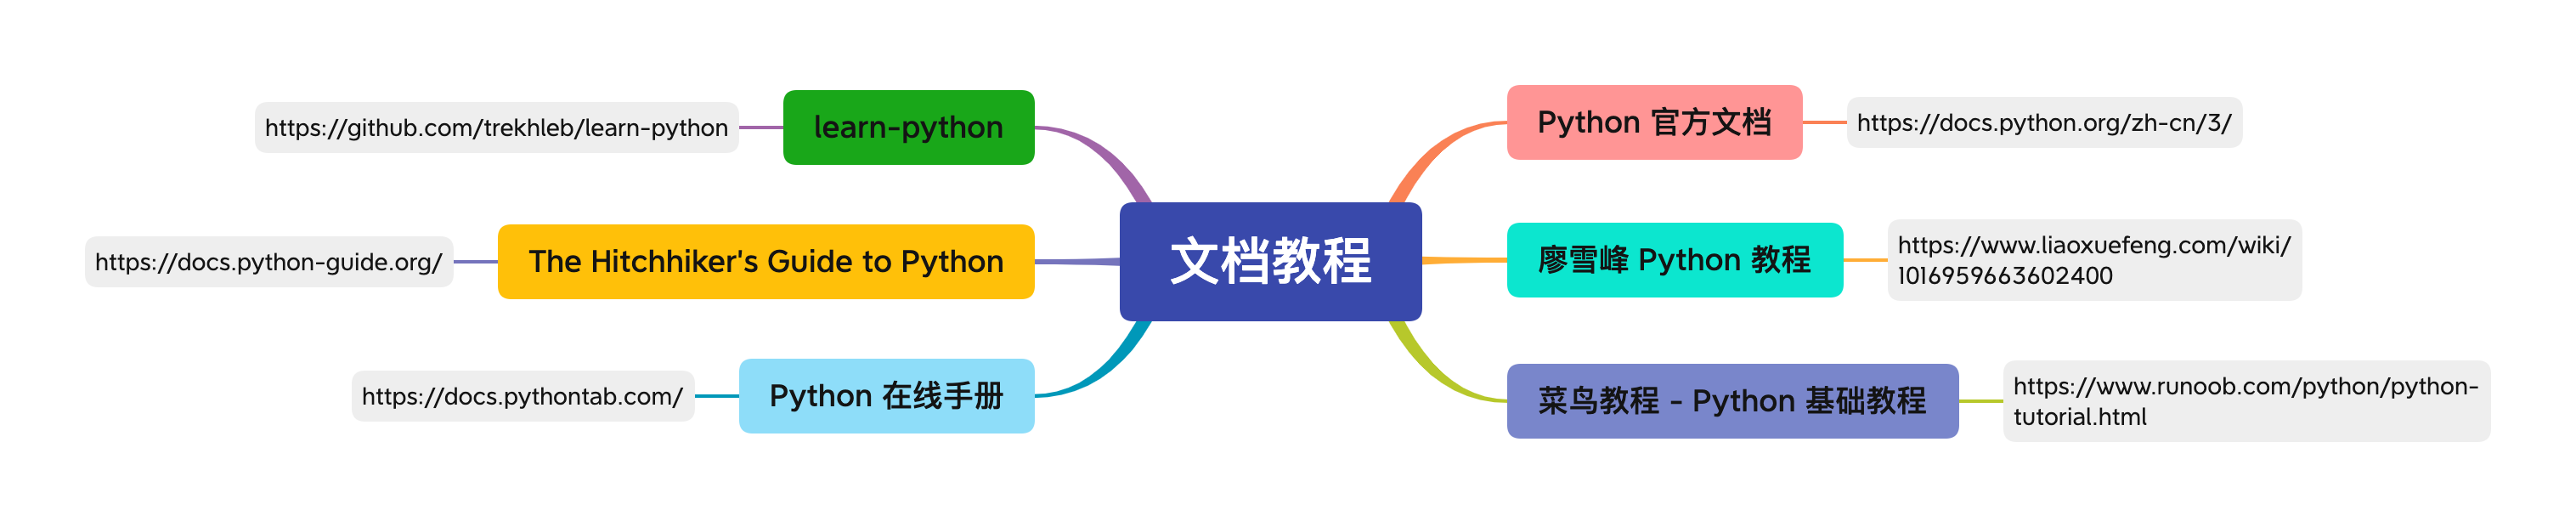 文档教程
Python 官方文档
https://docs.python.org/zh-cn/3/
廖雪峰 Python 教程
https://www.liaoxuefeng.com/wiki/
1016959663602400
菜鸟教程 - Python 基础教程
https://www.runoob.com/python/python-
tutorial.html
learn-python
https://github.com/trekhleb/learn-python
The Hitchhiker's Guide to Python
https://docs.python-guide.org/
Python 在线手册
https://docs.pythontab.com/